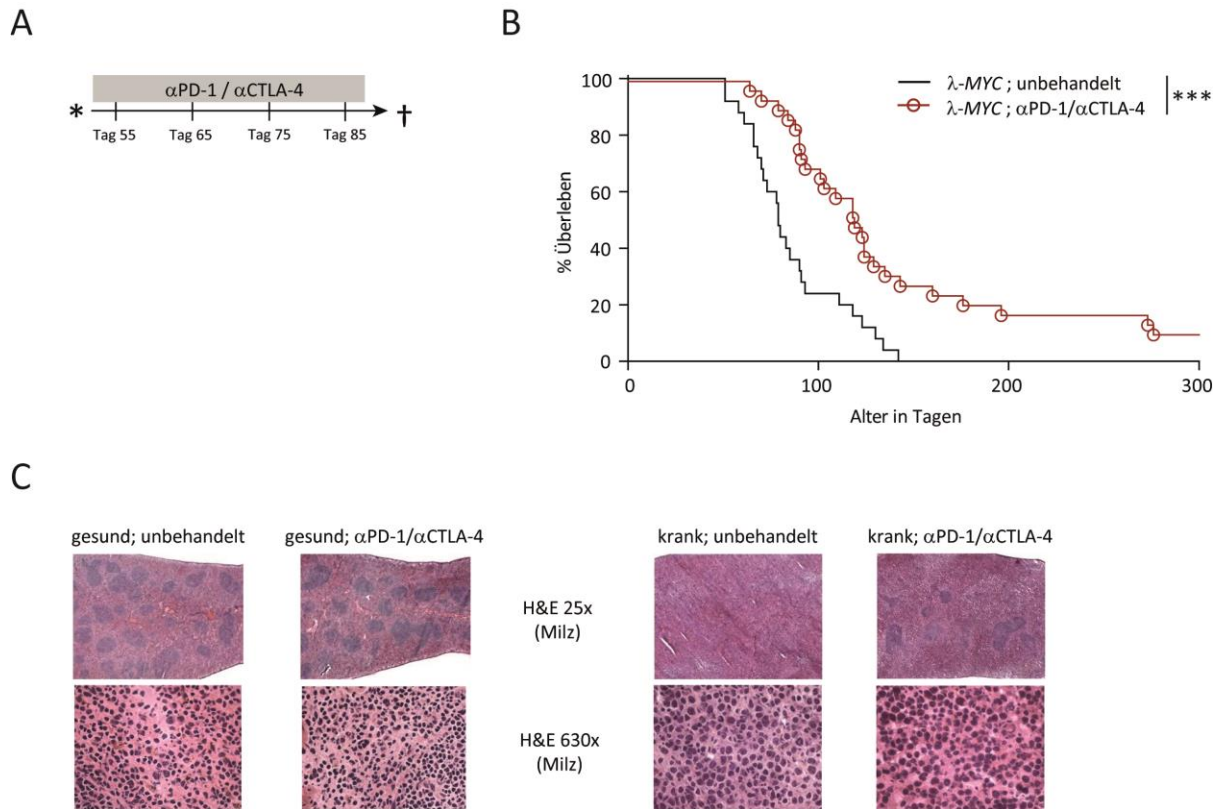 A
αPD-1 / αCTLA-4
*
†
Tag 55
Tag 65
Tag 75
Tag 85
B
100
80
60
40
20
0
% Überleben
λ-MYC ; unbehandelt
λ-MYC ; αPD-1/αCTLA-4
***
0
100
200
300
Alter in Tagen
C
gesund; unbehandelt
gesund; αPD-1/αCTLA-4
krank; unbehandelt
krank; αPD-1/αCTLA-4
H&E 25x
(Milz)
H&E 630x
(Milz)